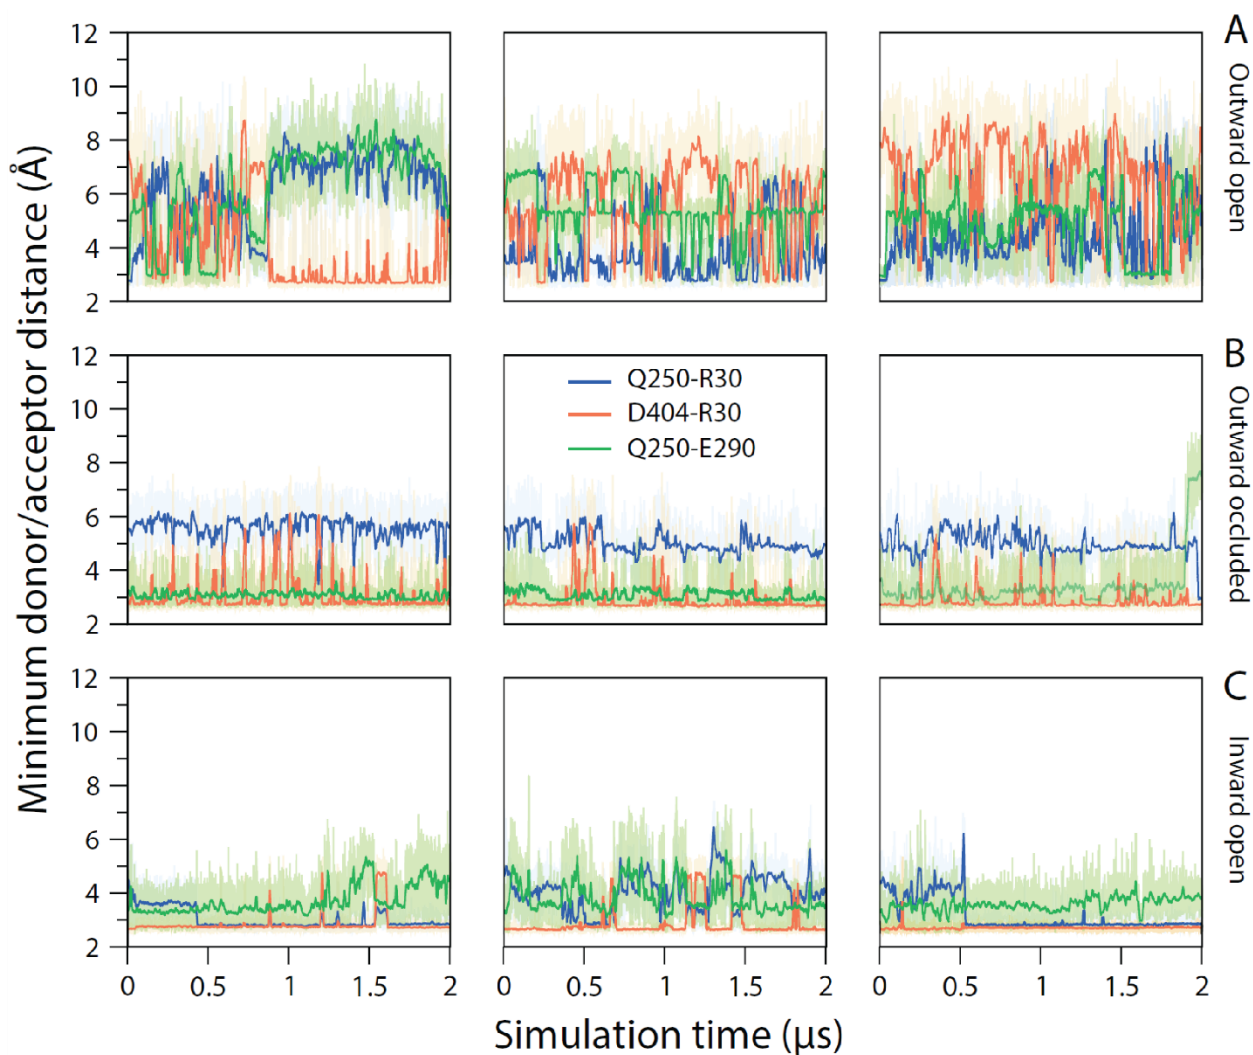 A
Outward open
12
10
8
6
4
2
B
Outward occluded
12
10
8
6
4
2
Q250-R30
D404-R30
Q250-E290
C
Inward open
12
10
8
6
4
2
Minimum donor/acceptor distance (Å)
0 0.5 1 1.5 2
0 0.5 1 1.5 2
0 0.5 1 1.5 2
Simulation time (µs)